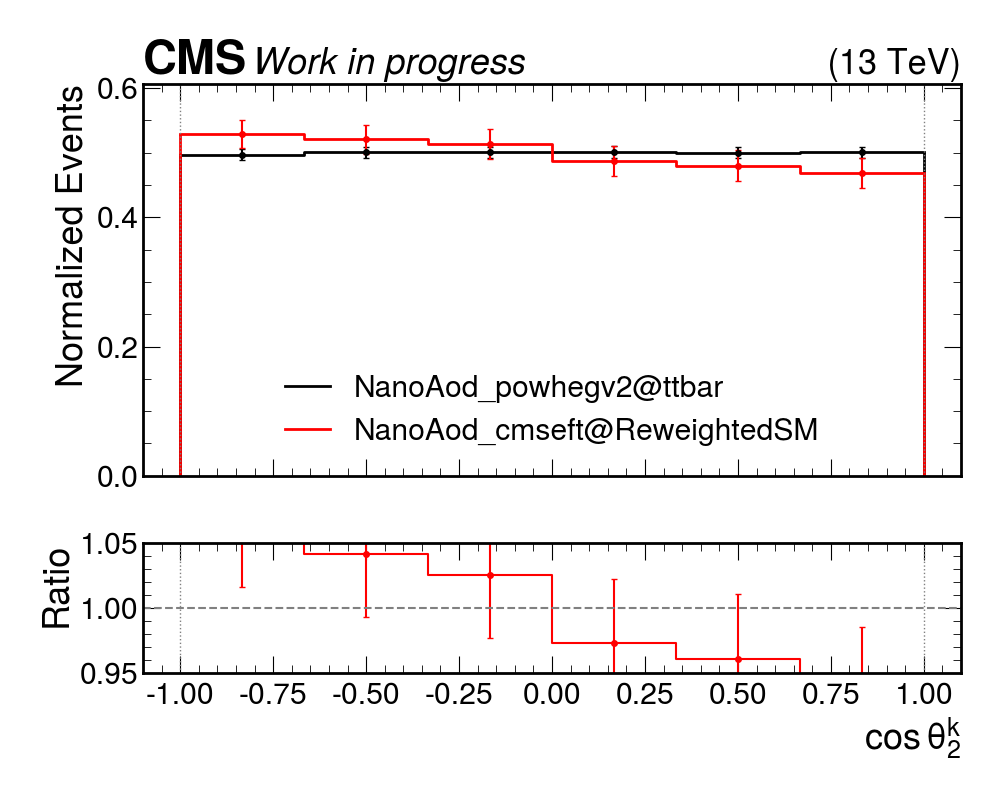 CMS Work in progress (13 TeV)
Normalized Events
0.6
0.4
0.2
0.0
NanoAod_powhegv2@ttbar
NanoAod_cmseft@ReweightedSM
Ratio
1.05
1.00
0.95
-1.00 -0.75 -0.50 -0.25 0.00 0.25 0.50 0.75 1.00
cos θ₂ᵏ